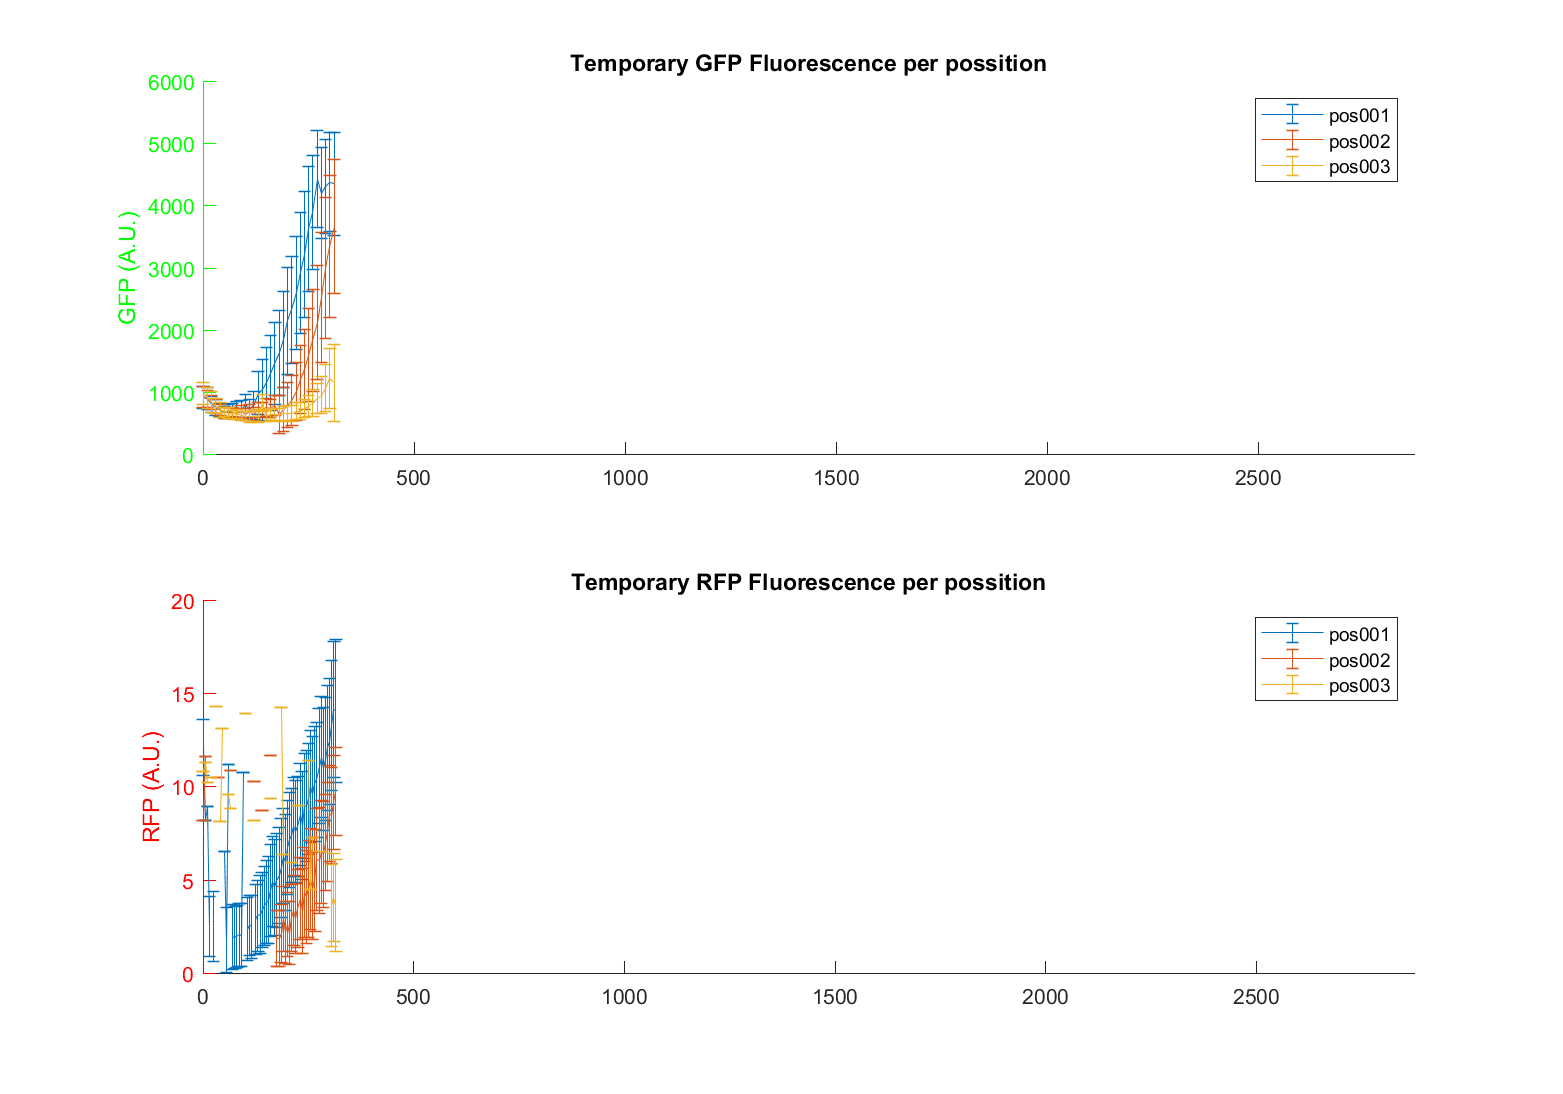 Temporary GFP Fluorescence per possition
GFP (A.U.)
6000
5000
4000
3000
2000
1000
0
0 500 1000 1500 2000 2500
pos001
pos002
pos003
Temporary RFP Fluorescence per possition
RFP (A.U.)
20
15
10
5
0
0 500 1000 1500 2000 2500
pos001
pos002
pos003